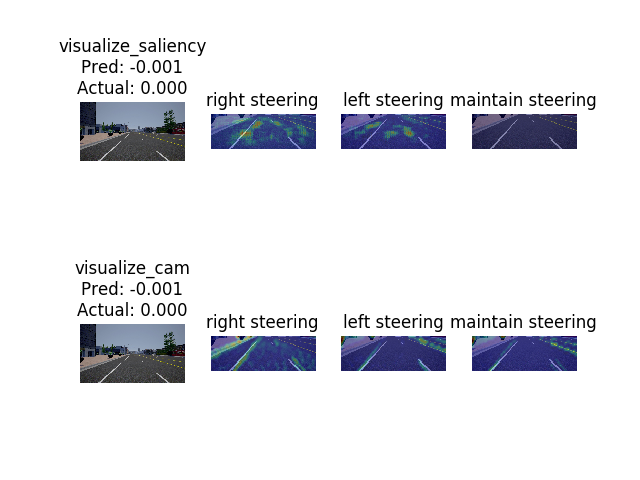 visualize_saliency
Pred: -0.001
Actual: 0.000
right steering
left steering
maintain steering
visualize_cam
Pred: -0.001
Actual: 0.000
right steering
left steering
maintain steering